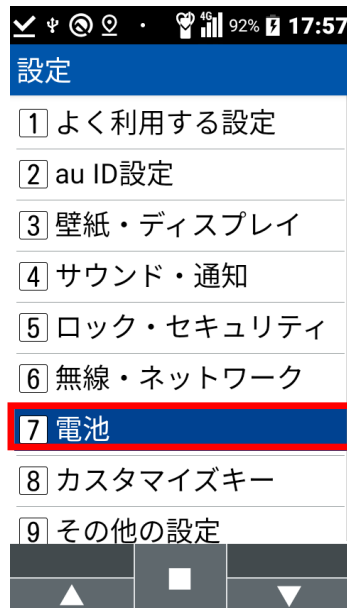 4G 92% 17:57
設定
1 よく利用する設定
2 au ID設定
3 壁紙・ディスプレイ
4 サウンド・通知
5 ロック・セキュリティ
6 無線・ネットワーク
7 電池
8 カスタマイズキー
9 その他の設定